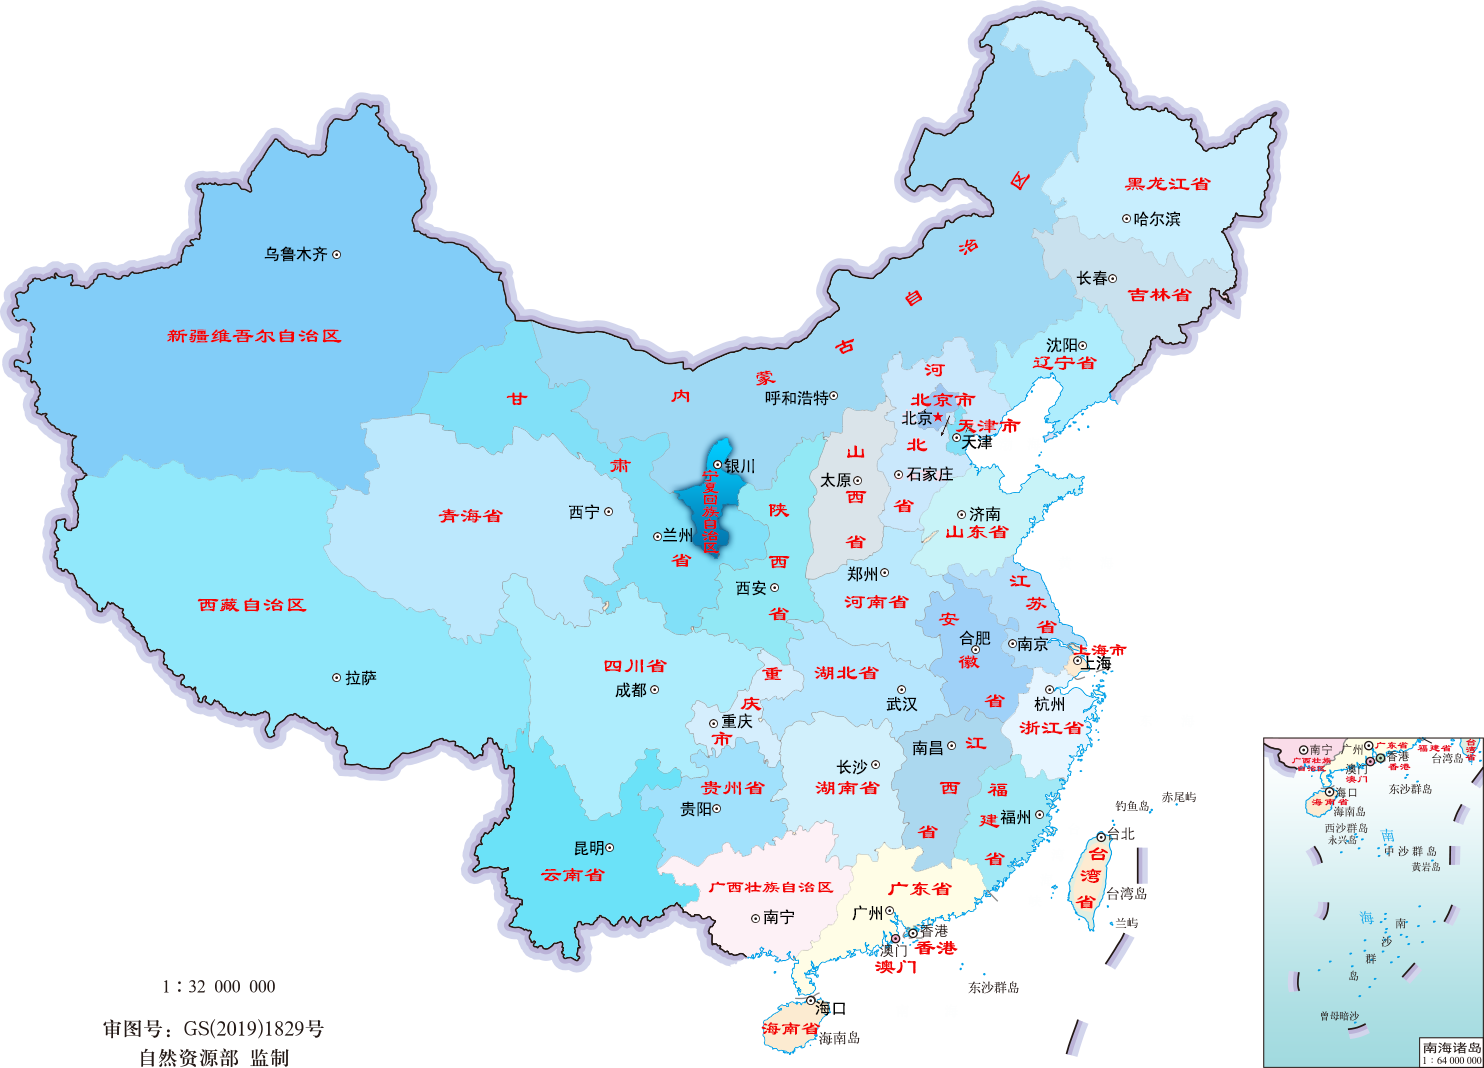 黑龙江省
哈尔滨
长春
吉林省
沈阳
辽宁省
内蒙古自治区
呼和浩特
乌鲁木齐
新疆维吾尔自治区
甘肃省
兰州
青海省
西宁
银川
宁夏回族自治区
陕西省
西安
山西省
太原
河北省
石家庄
北京市
北京
天津市
天津
济南
山东省
郑州
河南省
江苏省
南京
安徽省
合肥
上海市
上海
杭州
浙江省
西藏自治区
拉萨
四川省
成都
重庆市
重庆
湖北省
武汉
长沙
湖南省
南昌
江西省
福建省
福州
贵州省
贵阳
昆明
云南省
广西壮族自治区
南宁
广东省
广州
香港
香港
澳门
澳门
海口
海南省
海南岛
东沙群岛
台北
台湾省
台湾岛
兰屿
钓鱼岛
赤尾屿
1：32 000 000
审图号：GS(2019)1829号
自然资源部 监制
南宁
广西壮族
自治区
广州
广东省
香港
香港
澳门
澳门
福建省
台湾省
台湾岛
海口
海南省
海南岛
东沙群岛
西沙群岛
永兴岛
中沙群岛
黄岩岛
南海
南沙群岛
曾母暗沙
南海诸岛
1：64 000 000